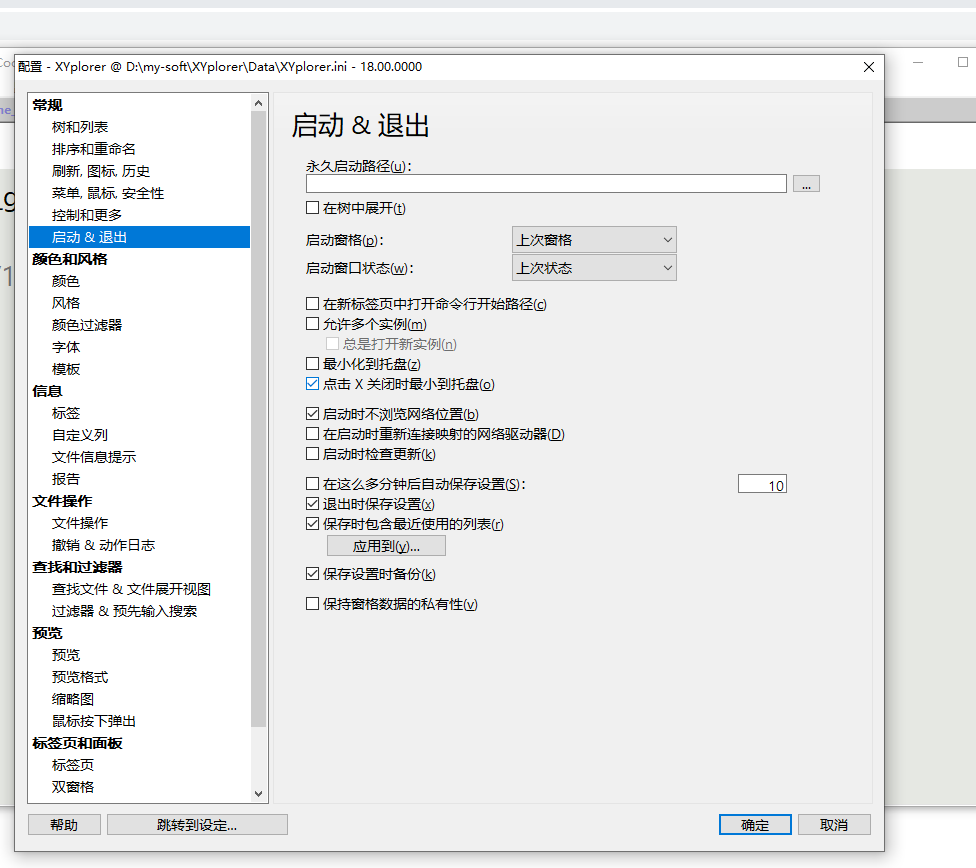 配置 - XYplorer @ D:\my-soft\XYplorer\Data\XYplorer.ini - 18.00.0000
常规
树和列表
排序和重命名
刷新, 图标, 历史
菜单, 鼠标, 安全性
控制和更多
启动 & 退出
颜色和风格
颜色
风格
颜色过滤器
字体
模板
信息
标签
自定义列
文件信息提示
报告
文件操作
文件操作
撤销 & 动作日志
查找和过滤器
查找文件 & 文件展开视图
过滤器 & 预先输入搜索
预览
预览
预览格式
缩略图
鼠标按下弹出
标签页和面板
标签页
双窗格
启动 & 退出
永久启动路径(u):
...
在树中展开(t)
启动窗格(p): 上次窗格
启动窗口状态(w): 上次状态
在新标签页中打开命令行开始路径(c)
允许多个实例(m)
总是打开新实例(n)
最小化到托盘(z)
点击 X 关闭时最小到托盘(o)
启动时不浏览网络位置(b)
在启动时重新连接映射的网络驱动器(D)
启动时检查更新(k)
在这么多分钟后自动保存设置(S): 10
退出时保存设置(x)
保存时包含最近使用的列表(r)
应用到(y)...
保存设置时备份(k)
保持窗格数据的私有性(v)
帮助 跳转到设定... 确定 取消